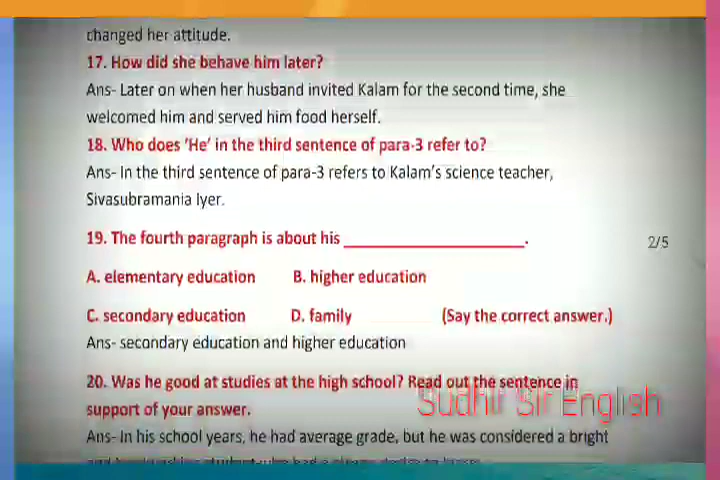 changed her attitude.
17. How did she behave him later?
Ans- Later on when her husband invited Kalam for the second time, she
welcomed him and served him food herself.
18. Who does 'He' in the third sentence of para-3 refer to?
Ans- In the third sentence of para-3 refers to Kalam's science teacher,
Sivasubramania Iyer.
19. The fourth paragraph is about his ____________________.
2/5
A. elementary education B. higher education
C. secondary education D. family (Say the correct answer.)
Ans- secondary education and higher education
20. Was he good at studies at the high school? Read out the sentence in
support of your answer.
Sudhir Sir English
Ans- In his school years, he had average grade, but he was considered a bright